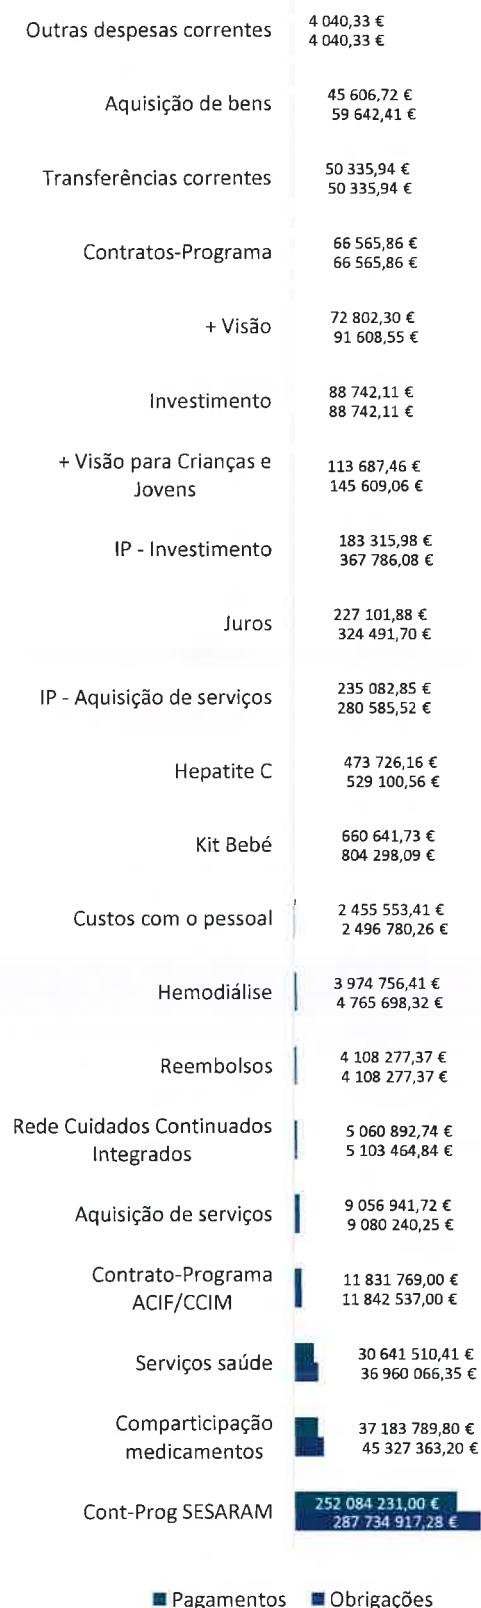 Outras despesas correntes
4 040,33 €
4 040,33 €
Aquisição de bens
45 606,72 €
59 642,41 €
Transferências correntes
50 335,94 €
50 335,94 €
Contratos-Programa
66 565,86 €
66 565,86 €
+ Visão
72 802,30 €
91 608,55 €
Investimento
88 742,11 €
88 742,11 €
+ Visão para Crianças e
Jovens
113 687,46 €
145 609,06 €
IP - Investimento
183 315,98 €
367 786,08 €
Juros
227 101,88 €
324 491,70 €
IP - Aquisição de serviços
235 082,85 €
280 585,52 €
Hepatite C
473 726,16 €
529 100,56 €
Kit Bebé
660 641,73 €
804 298,09 €
Custos com o pessoal
2 455 553,41 €
2 496 780,26 €
Hemodiálise
3 974 756,41 €
4 765 698,32 €
Reembolsos
4 108 277,37 €
4 108 277,37 €
Rede Cuidados Continuados
Integrados
5 060 892,74 €
5 103 464,84 €
Aquisição de serviços
9 056 941,72 €
9 080 240,25 €
Contrato-Programa
ACIF/CCIM
11 831 769,00 €
11 842 537,00 €
Serviços saúde
30 641 510,41 €
36 960 066,35 €
Comparticipação
medicamentos
37 183 789,80 €
45 327 363,20 €
Cont-Prog SESARAM
252 084 231,00 €
287 734 917,28 €
Pagamentos
Obrigações